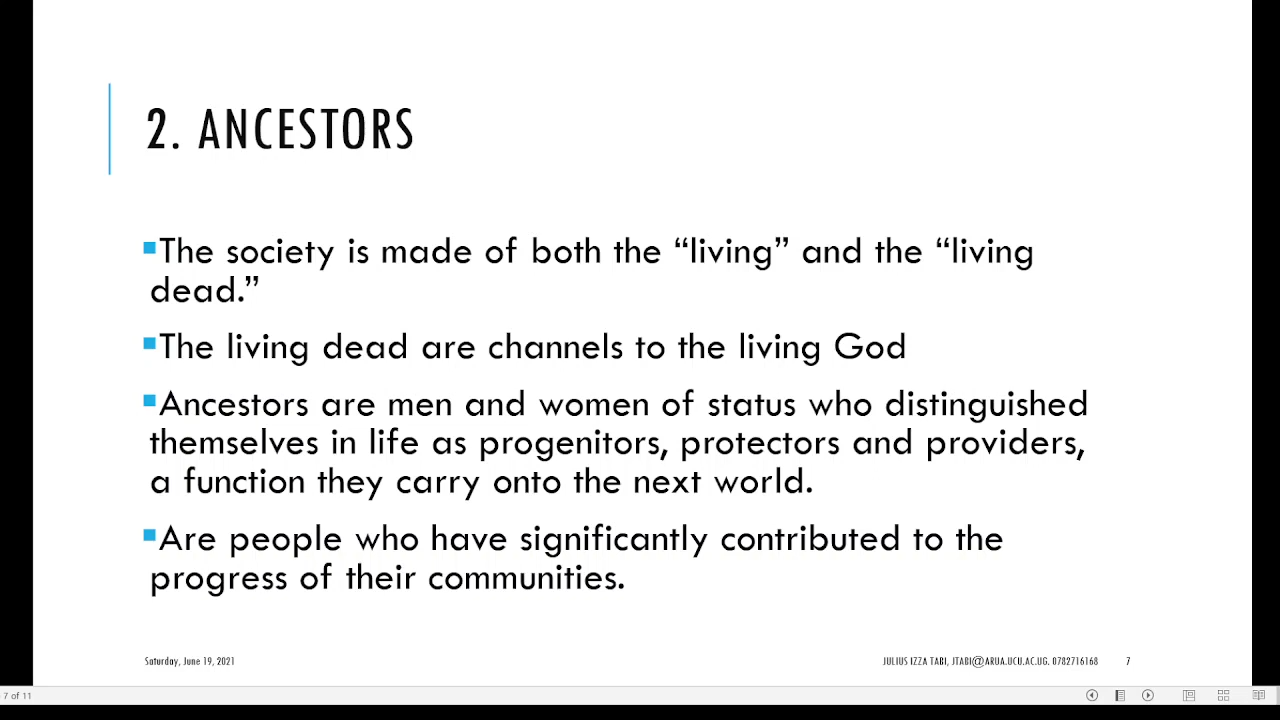 2. ANCESTORS
▪The society is made of both the “living” and the “living
dead.”
▪The living dead are channels to the living God
▪Ancestors are men and women of status who distinguished
themselves in life as progenitors, protectors and providers,
a function they carry onto the next world.
▪Are people who have significantly contributed to the
progress of their communities.
Saturday, June 19, 2021
JULIUS IZZA TABI, JTABI@ARUA.UCU.AC.UG. 0782716168
7
7 of 11